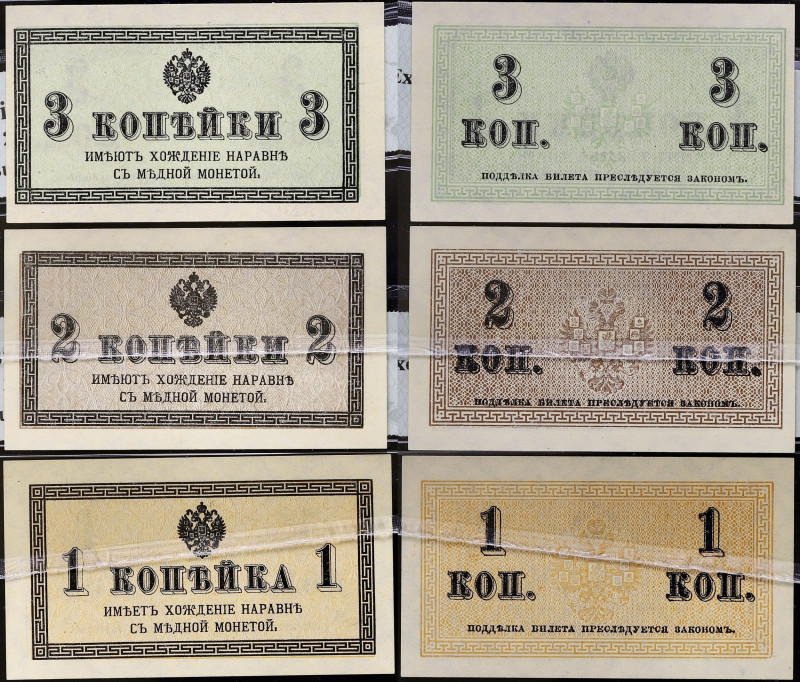 3 КОПѢЙКИ 3
ИМѢЮТЪ ХОЖДЕНІЕ НАРАВНѢ
СЪ МѢДНОЙ МОНЕТОЙ.
3 3
КОП. КОП.
ПОДДѢЛКА БИЛЕТА ПРЕСЛѢДУЕТСЯ ЗАКОНОМЪ.
Ex
2 КОПѢЙКИ 2
ИМѢЮТЪ ХОЖДЕНІЕ НАРАВНѢ
СЪ МѢДНОЙ МОНЕТОЙ.
2 2
КОП. КОП.
ПОДДѢЛКА БИЛЕТА ПРЕСЛѢДУЕТСЯ ЗАКОНОМЪ.
1 КОПѢЙКА 1
ИМѢЕТЪ ХОЖДЕНІЕ НАРАВНѢ
СЪ МѢДНОЙ МОНЕТОЙ.
1 1
КОП. КОП.
ПОДДѢЛКА БИЛЕТА ПРЕСЛѢДУЕТСЯ ЗАКОНОМЪ.